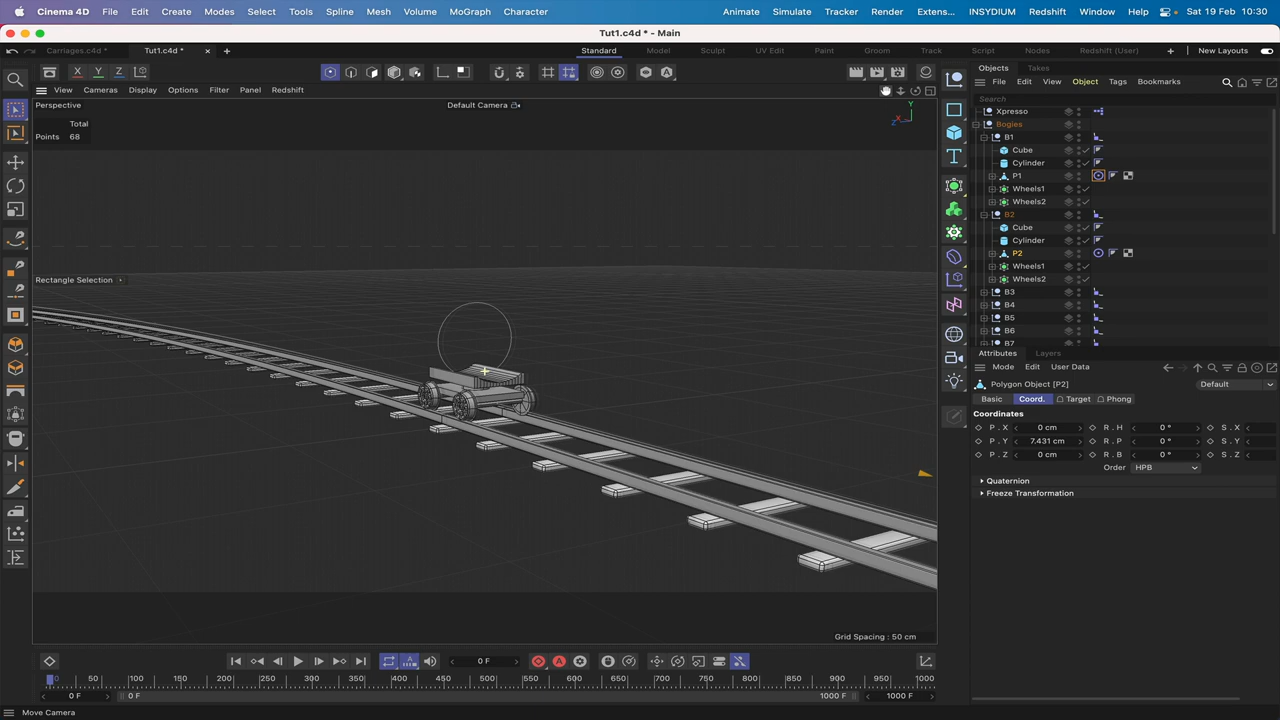 Cinema 4D File Edit Create Modes Select Tools Spline Mesh Volume MoGraph Character Animate Simulate Tracker Render Extens... INSYDIUM Redshift Window Help Sat 19 Feb 10:30
Tut1.c4d * - Main
Carriages.c4d * Tut1.c4d * Standard Model Sculpt UV Edit Paint Groom Track Script Nodes Redshift (User) New Layouts
Objects Takes
X Y Z
File Edit View Object Tags Bookmarks
View Cameras Display Options Filter Panel Redshift
Search
Perspective
Default Camera
Y
X
Z
Total
Points 68
Xpresso
Bogies
B1
Cube
Cylinder
P1
Wheels1
Wheels2
B2
Cube
Cylinder
P2
Wheels1
Wheels2
B3
B4
B5
B6
B7
Rectangle Selection
Attributes Layers
Mode Edit User Data
Polygon Object [P2] Default
Basic Coord. Target Phong
Coordinates
P . X 0 cm R . H 0 ° S . X
P . Y 7.431 cm R . P 0 ° S . Y
P . Z 0 cm R . B 0 ° S . Z
Order HPB
Quaternion
Freeze Transformation
Grid Spacing : 50 cm
0 F
0 50 100 150 200 250 300 350 400 450 500 550 600 650 700 750 800 850 900 950 1000
0 F 0 F 1000 F 1000 F
Move Camera